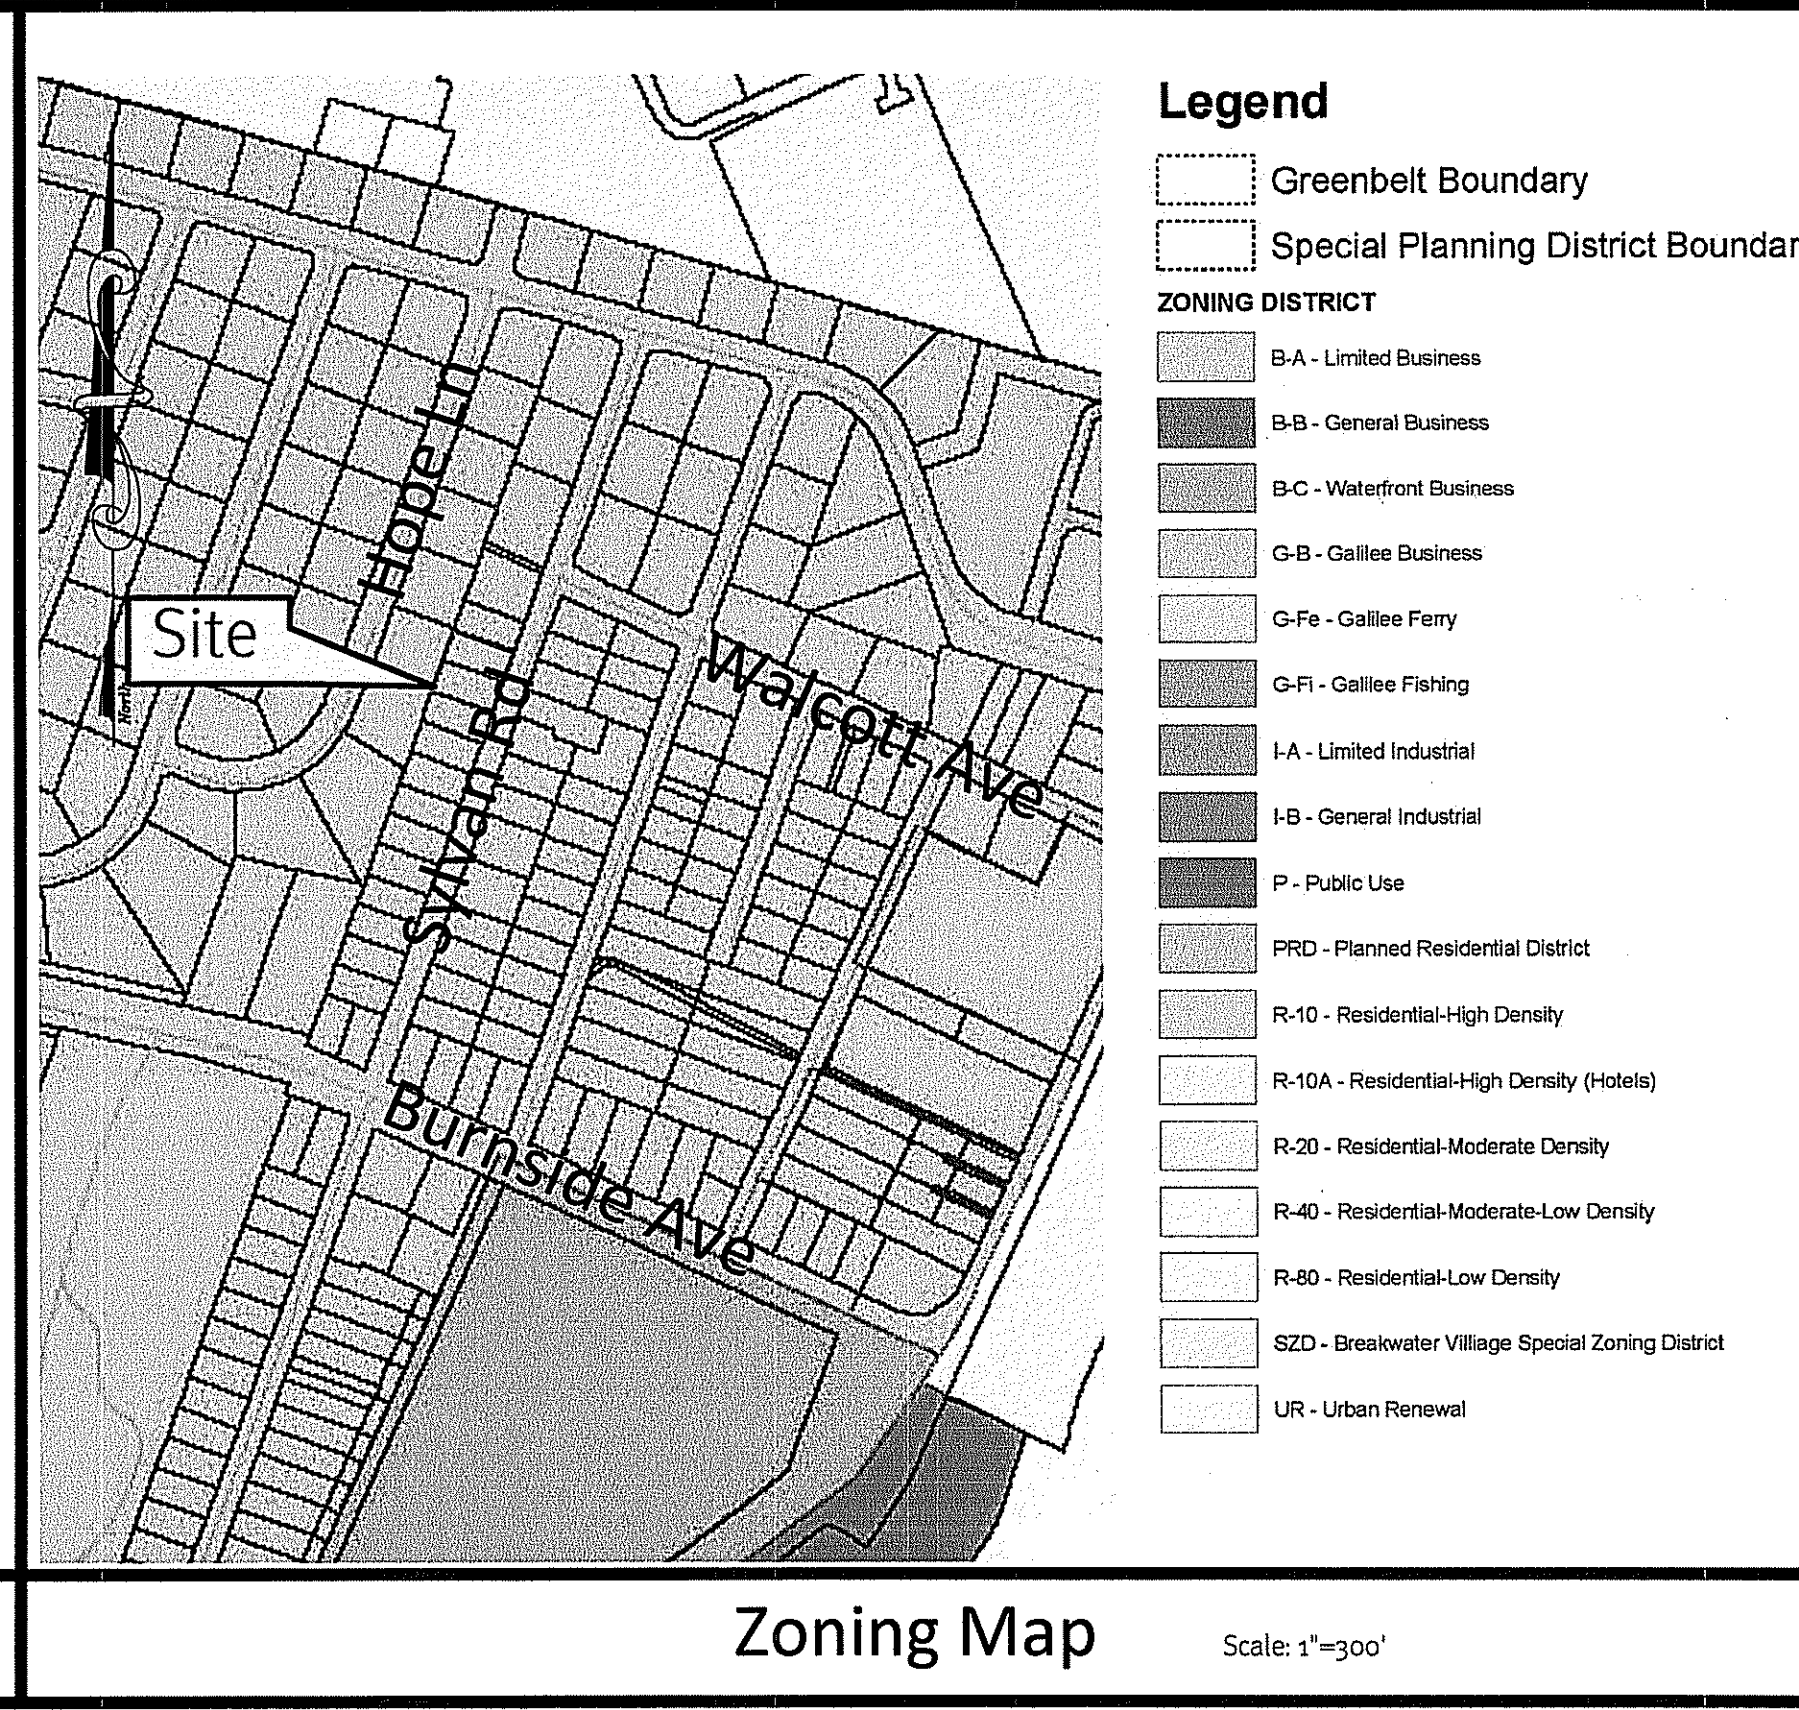 Legend
Greenbelt Boundary
Special Planning District Boundar
ZONING DISTRICT
B-A - Limited Business
B-B - General Business
B-C - Waterfront Business
G-B - Galilee Business
G-Fe - Galilee Ferry
G-Fi - Galilee Fishing
I-A - Limited Industrial
I-B - General Industrial
P - Public Use
PRD - Planned Residential District
R-10 - Residential-High Density
R-10A - Residential-High Density (Hotels)
R-20 - Residential-Moderate Density
R-40 - Residential-Moderate-Low Density
R-80 - Residential-Low Density
SZD - Breakwater Villiage Special Zoning District
UR - Urban Renewal
Hope Ln
Site
North
Walcott Ave
Sylvan Rd
Burnside Ave
Zoning Map
Scale: 1"=300'